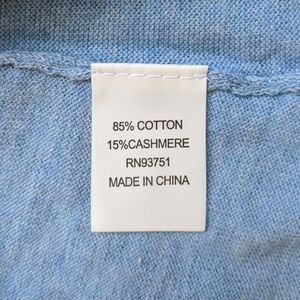 85% COTTON
15%CASHMERE
RN93751
MADE IN CHINA